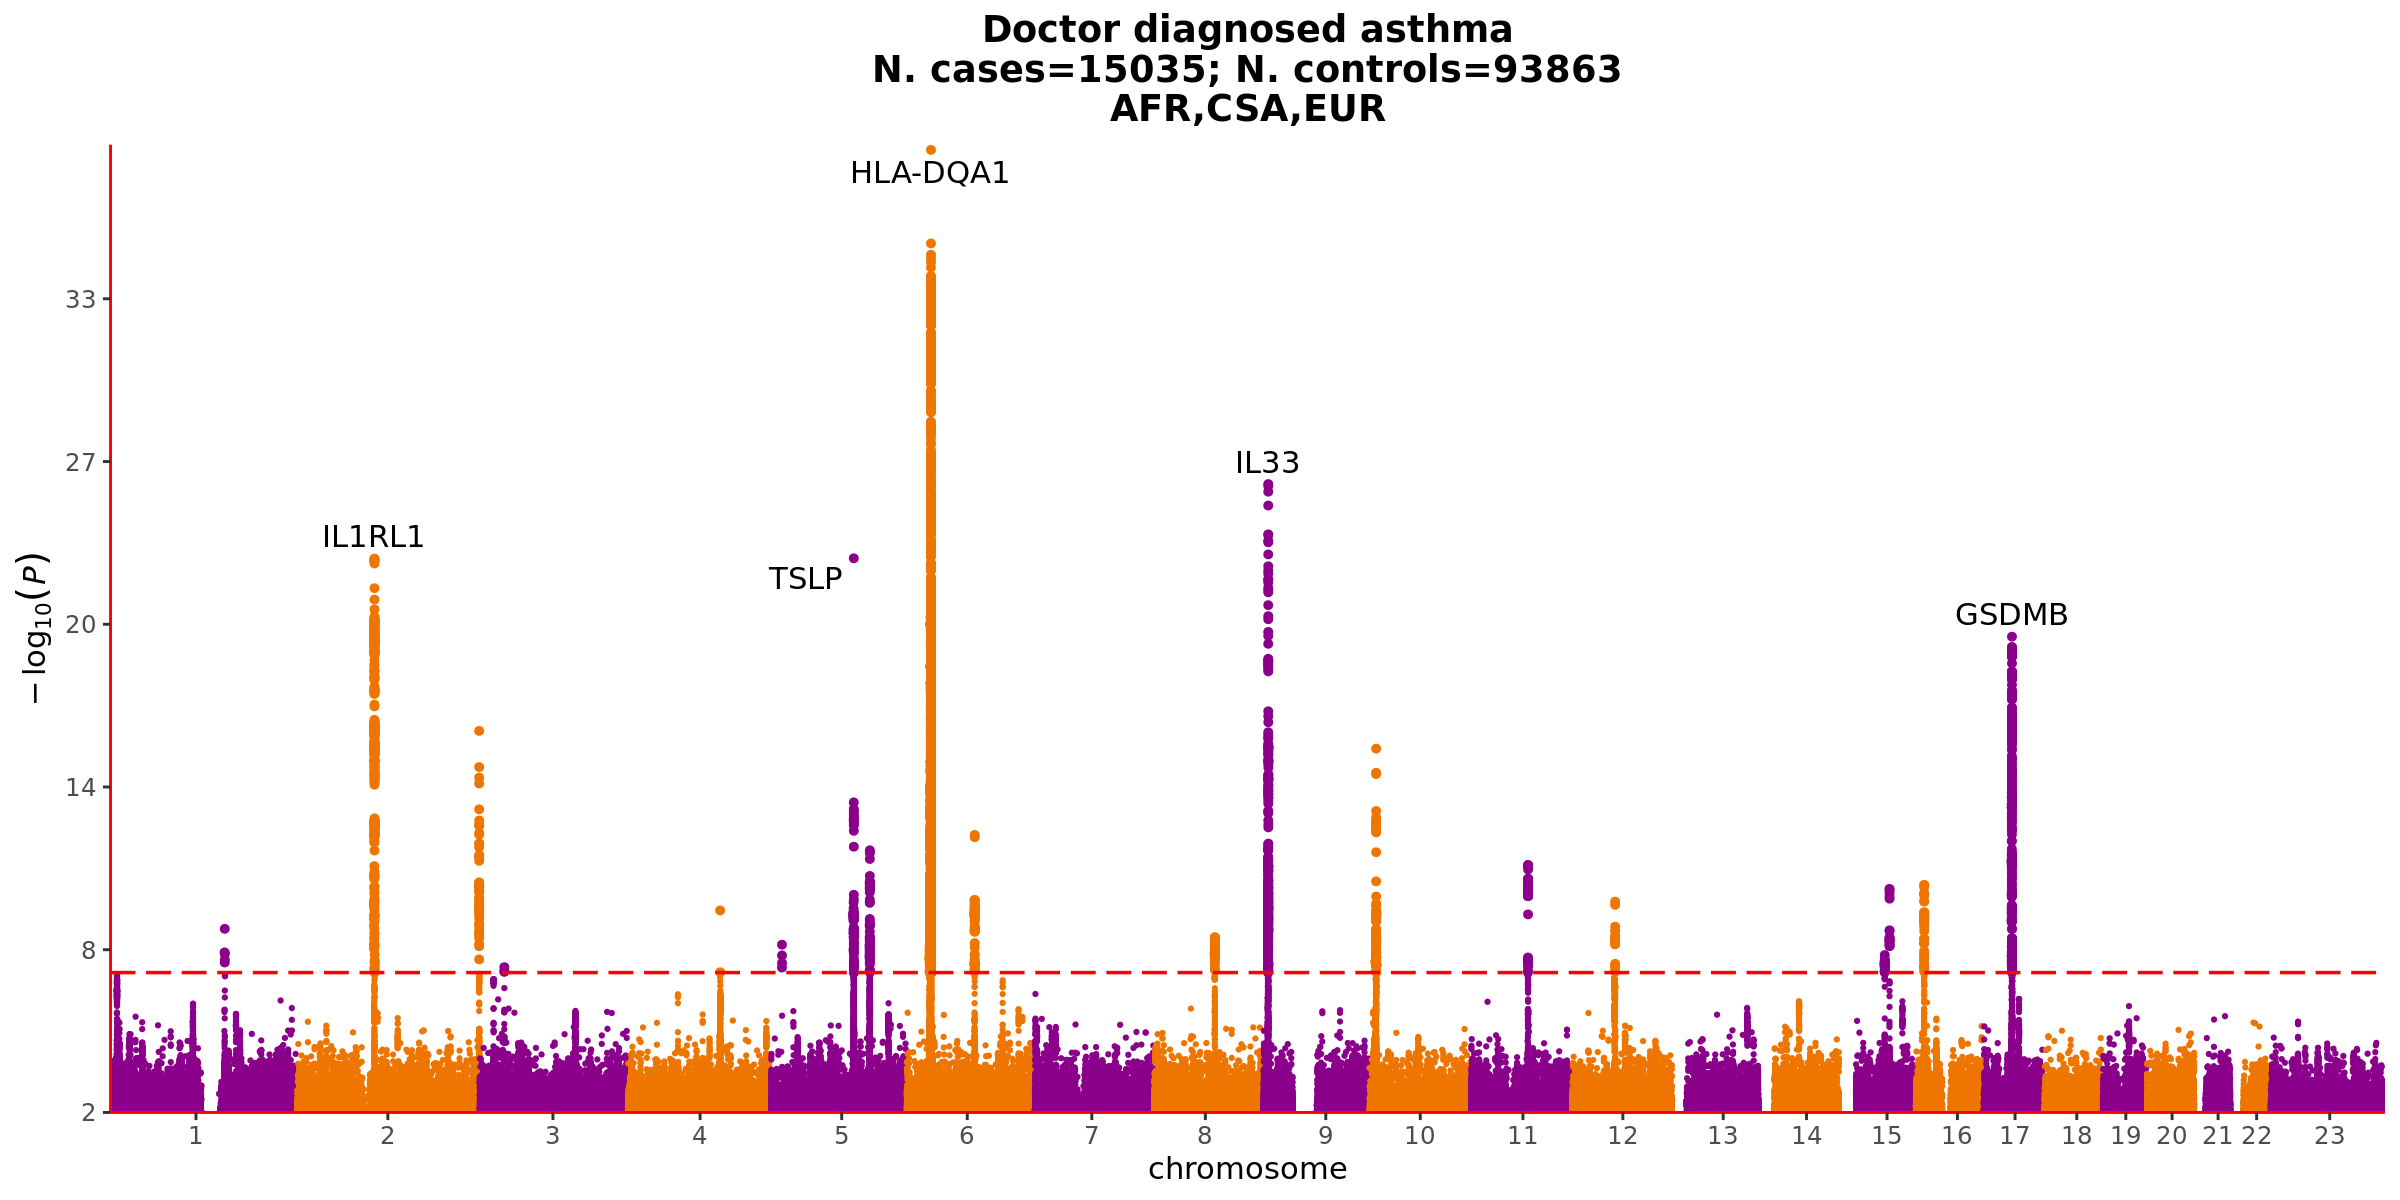 Doctor diagnosed asthma
N. cases=15035; N. controls=93863
AFR,CSA,EUR
HLA-DQA1
33
27
IL33
IL1RL1
TSLP
20
GSDMB
14
8
2
−log10(P)
1 2 3 4 5 6 7 8 9 10 11 12 13 14 15 16 17 18 19 20 21 22 23
chromosome